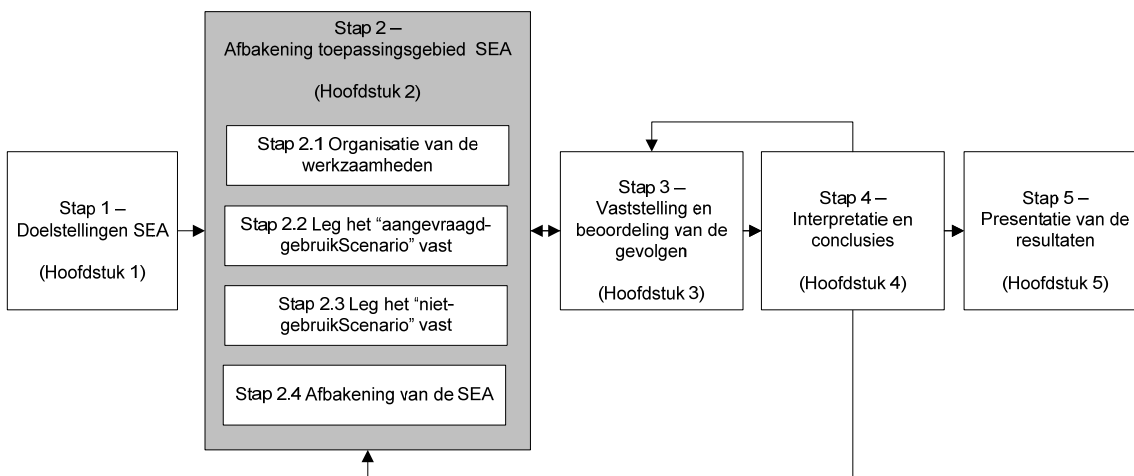 Stap 1 –
Doelstellingen SEA
(Hoofdstuk 1)
Stap 2 –
Afbakening toepassingsgebied SEA
(Hoofdstuk 2)
Stap 2.1 Organisatie van de
werkzaamheden
Stap 2.2 Leg het “aangevraagd-
gebruikScenario” vast
Stap 2.3 Leg het “niet-
gebruikScenario” vast
Stap 2.4 Afbakening van de SEA
Stap 3 –
Vaststelling en
beoordeling van de
gevolgen
(Hoofdstuk 3)
Stap 4 –
Interpretatie en
conclusies
(Hoofdstuk 4)
Stap 5 –
Presentatie van de
resultaten
(Hoofdstuk 5)